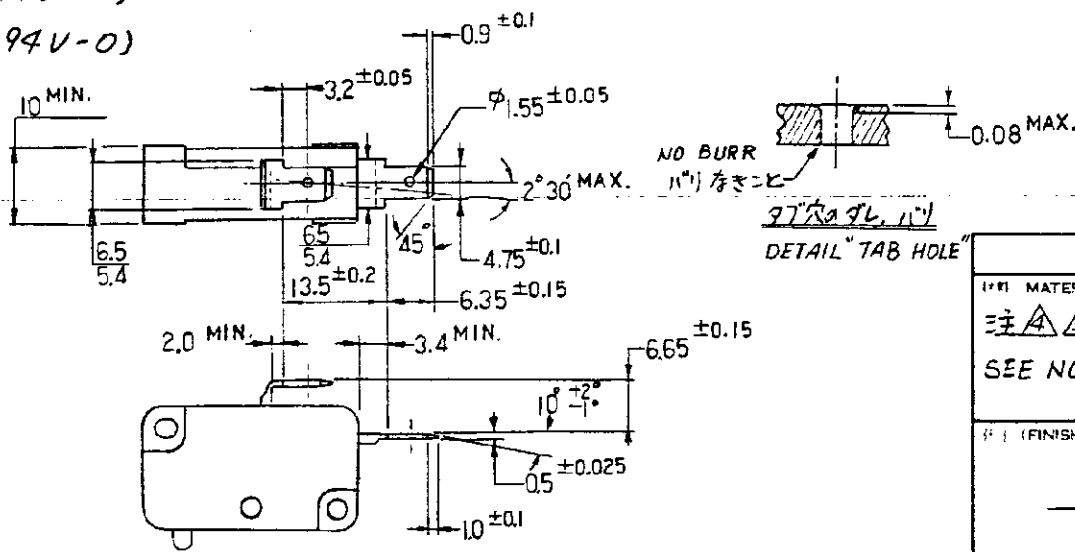 94V-0)
0.9 ±0.1
3.2 ±0.05
10 MIN.
φ1.55 ±0.05
0.08 MAX.
NO BURR
バリなきこと
2°30' MAX.
タブ穴のダレ、バリ
DETAIL "TAB HOLE"
6.5
5.4
6.5
5.4
45°
4.75 ±0.1
13.5 ±0.2
6.35 ±0.15
MATE
注 4
SEE NO
2.0 MIN.
3.4 MIN.
6.65 ±0.15
10° +2° -1°
(FINISH
0.5 ±0.025
1.0 ±0.1